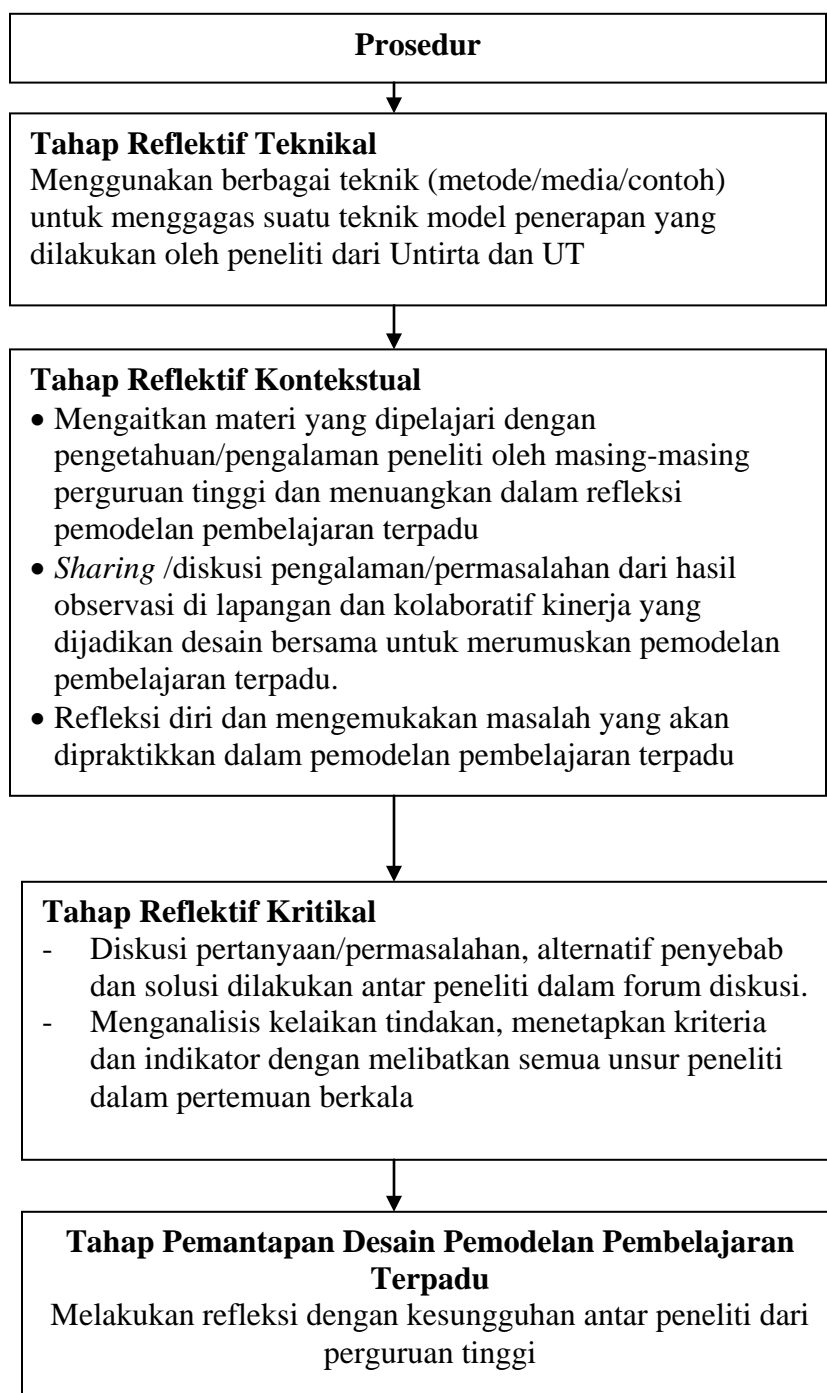 Prosedur
Tahap Reflektif Teknikal
Menggunakan berbagai teknik (metode/media/contoh)
untuk menggagas suatu teknik model penerapan yang
dilakukan oleh peneliti dari Untirta dan UT
Tahap Reflektif Kontekstual
• Mengaitkan materi yang dipelajari dengan
pengetahuan/pengalaman peneliti oleh masing-masing
perguruan tinggi dan menuangkan dalam refleksi
pemodelan pembelajaran terpadu
• Sharing /diskusi pengalaman/permasalahan dari hasil
observasi di lapangan dan kolaboratif kinerja yang
dijadikan desain bersama untuk merumuskan pemodelan
pembelajaran terpadu.
• Refleksi diri dan mengemukakan masalah yang akan
dipraktikkan dalam pemodelan pembelajaran terpadu
Tahap Reflektif Kritikal
- Diskusi pertanyaan/permasalahan, alternatif penyebab
dan solusi dilakukan antar peneliti dalam forum diskusi.
- Menganalisis kelaikan tindakan, menetapkan kriteria
dan indikator dengan melibatkan semua unsur peneliti
dalam pertemuan berkala
Tahap Pemantapan Desain Pemodelan Pembelajaran
Terpadu
Melakukan refleksi dengan kesungguhan antar peneliti dari
perguruan tinggi